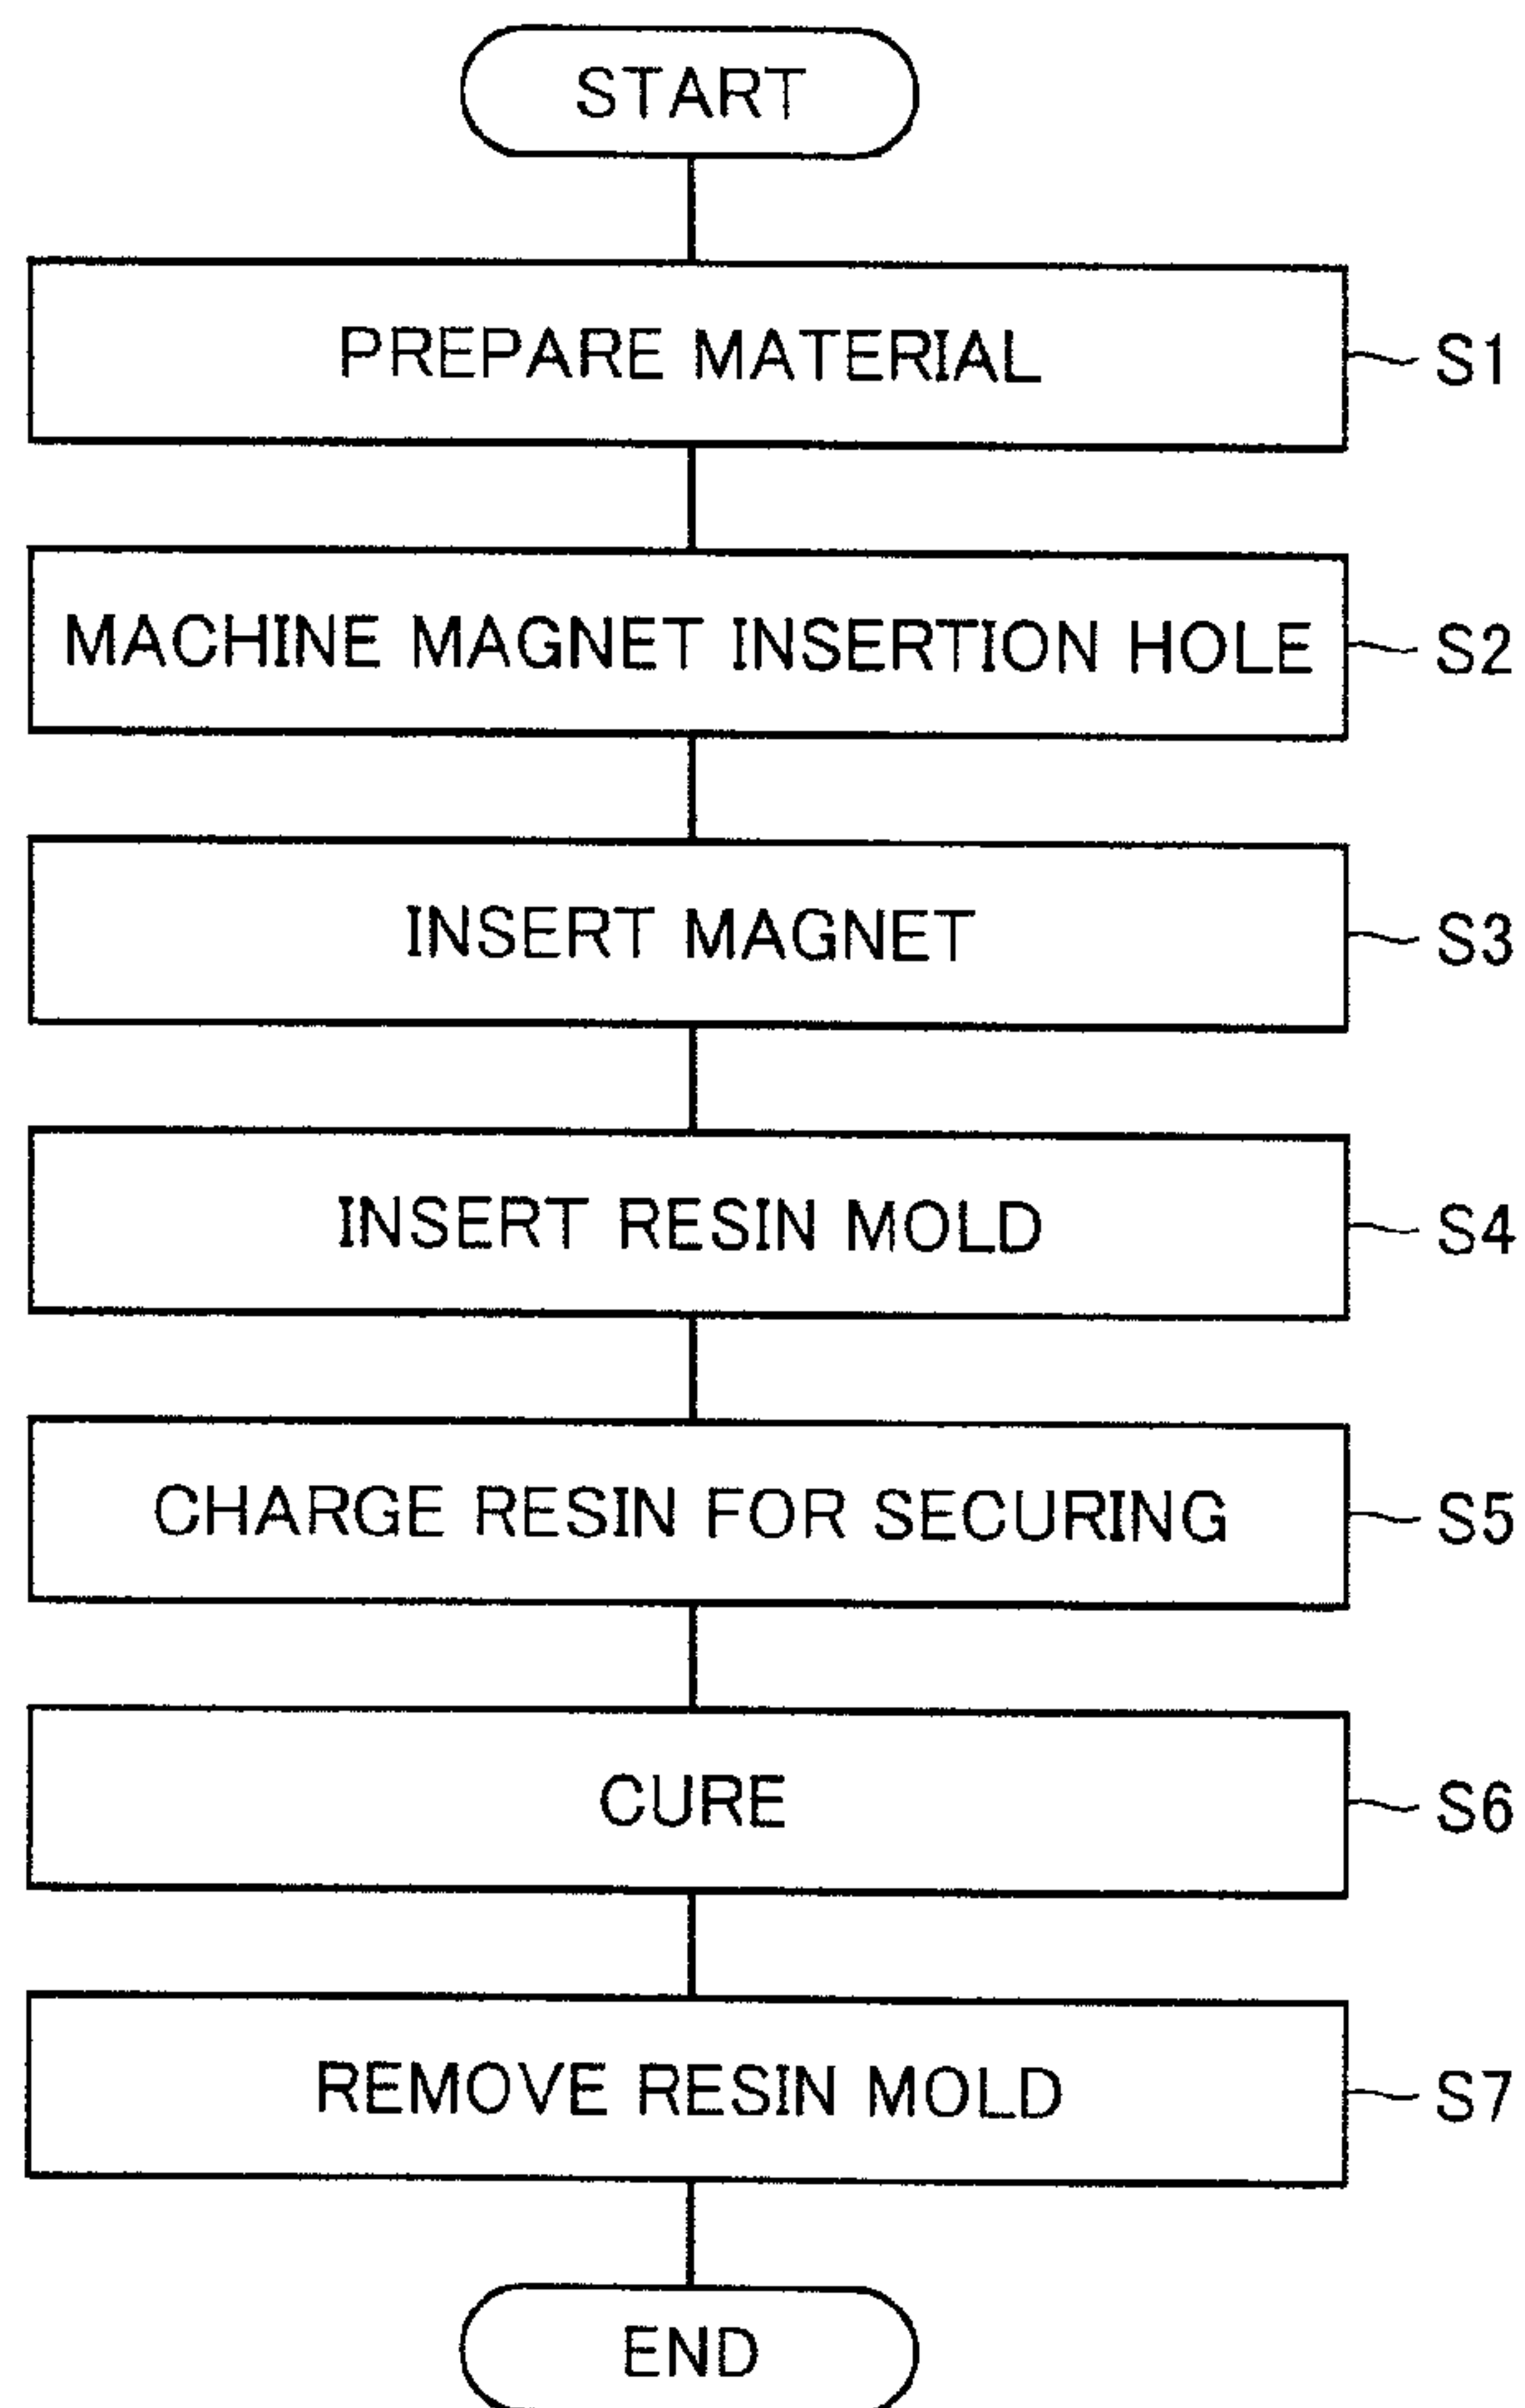 START
PREPARE MATERIAL S1
MACHINE MAGNET INSERTION HOLE S2
INSERT MAGNET S3
INSERT RESIN MOLD S4
CHARGE RESIN FOR SECURING S5
CURE S6
REMOVE RESIN MOLD S7
END